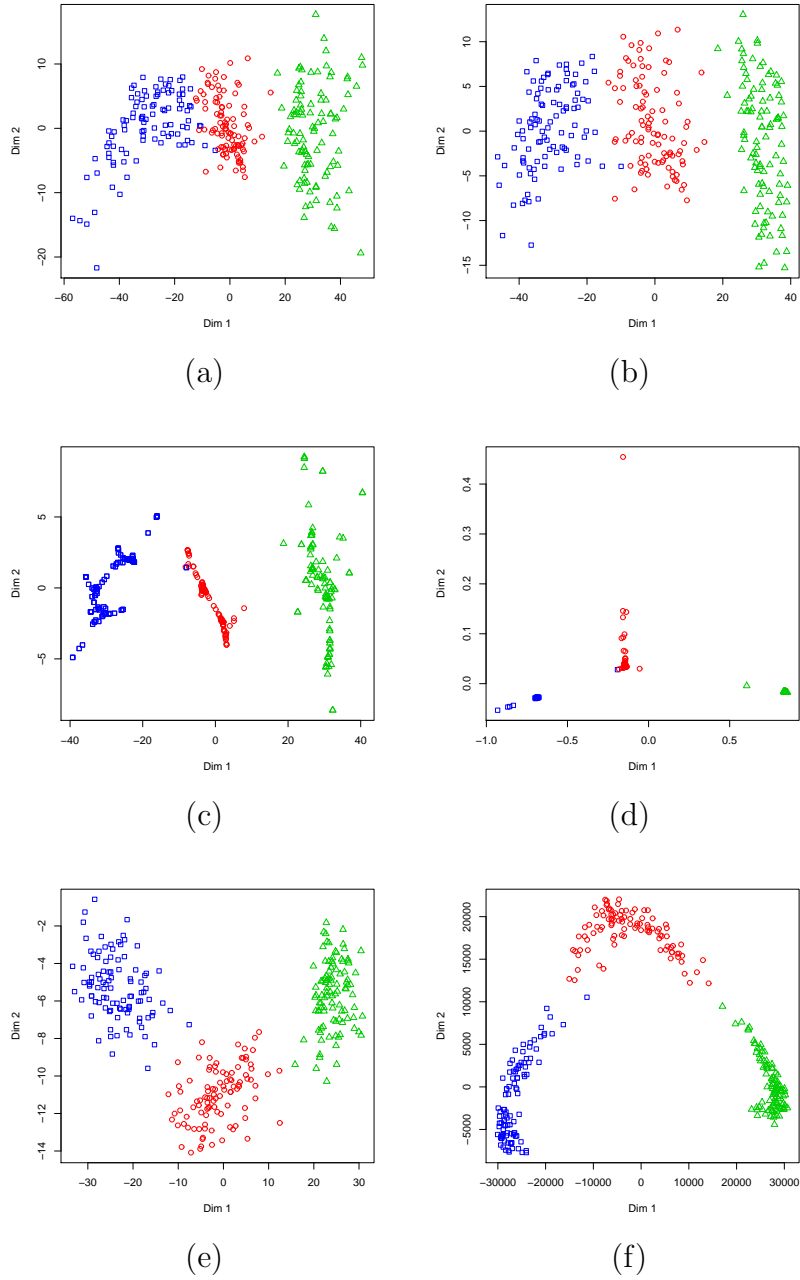 10
0
−10
−20
Dim 2
−60 −40 −20 0 20 40
Dim 1
(a)
10
5
0
−5
−10
−15
Dim 2
−40 −20 0 20 40
Dim 1
(b)
5
0
−5
Dim 2
−40 −20 0 20 40
Dim 1
(c)
0.4
0.3
0.2
0.1
0.0
Dim 2
−1.0 −0.5 0.0 0.5
Dim 1
(d)
−2
−4
−6
−8
−10
−12
−14
Dim 2
−30 −20 −10 0 10 20 30
Dim 1
(e)
20000
15000
10000
5000
0
−5000
Dim 2
−30000 −20000 −10000 0 10000 20000 30000
Dim 1
(f)